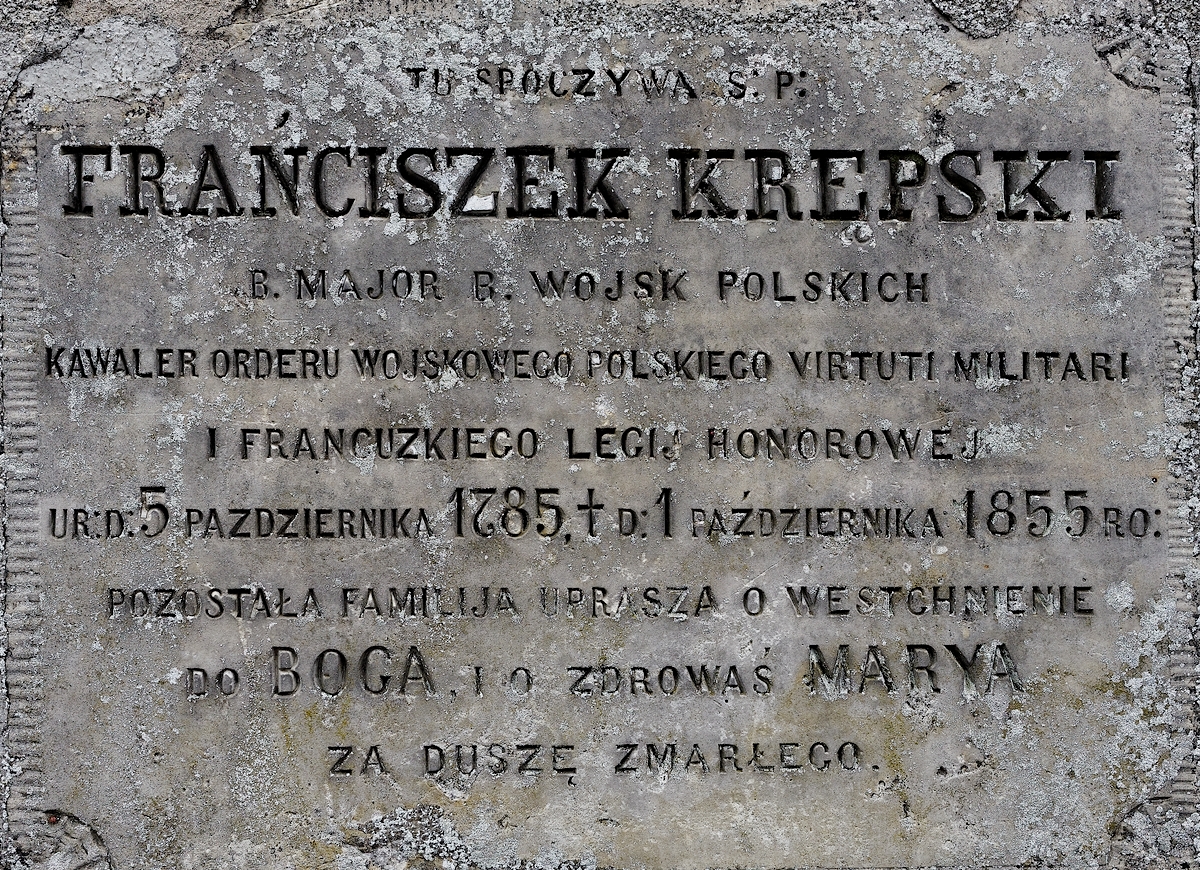 TU SPOCZYWA Ś. P:
FRAŃCISZEK KRĘPSKI
B. MAJOR B. WOJSK POLSKICH
KAWALER ORDERU WOJSKOWEGO POLSKIEGO VIRTUTI MILITARI
I FRANCUZKIEGO LEGIJ HONOROWEJ
UR: D. 5 PAZDZIERNIKA 1785, † D: 1 PAŹDZIERNIKA 1855 RO:
POZOSTAŁA FAMILIJA UPRASZA O WESTCHNIENIE
DO BOGA, I O ZDROWAŚ MARYA
ZA DUSZĘ ZMARŁEGO.